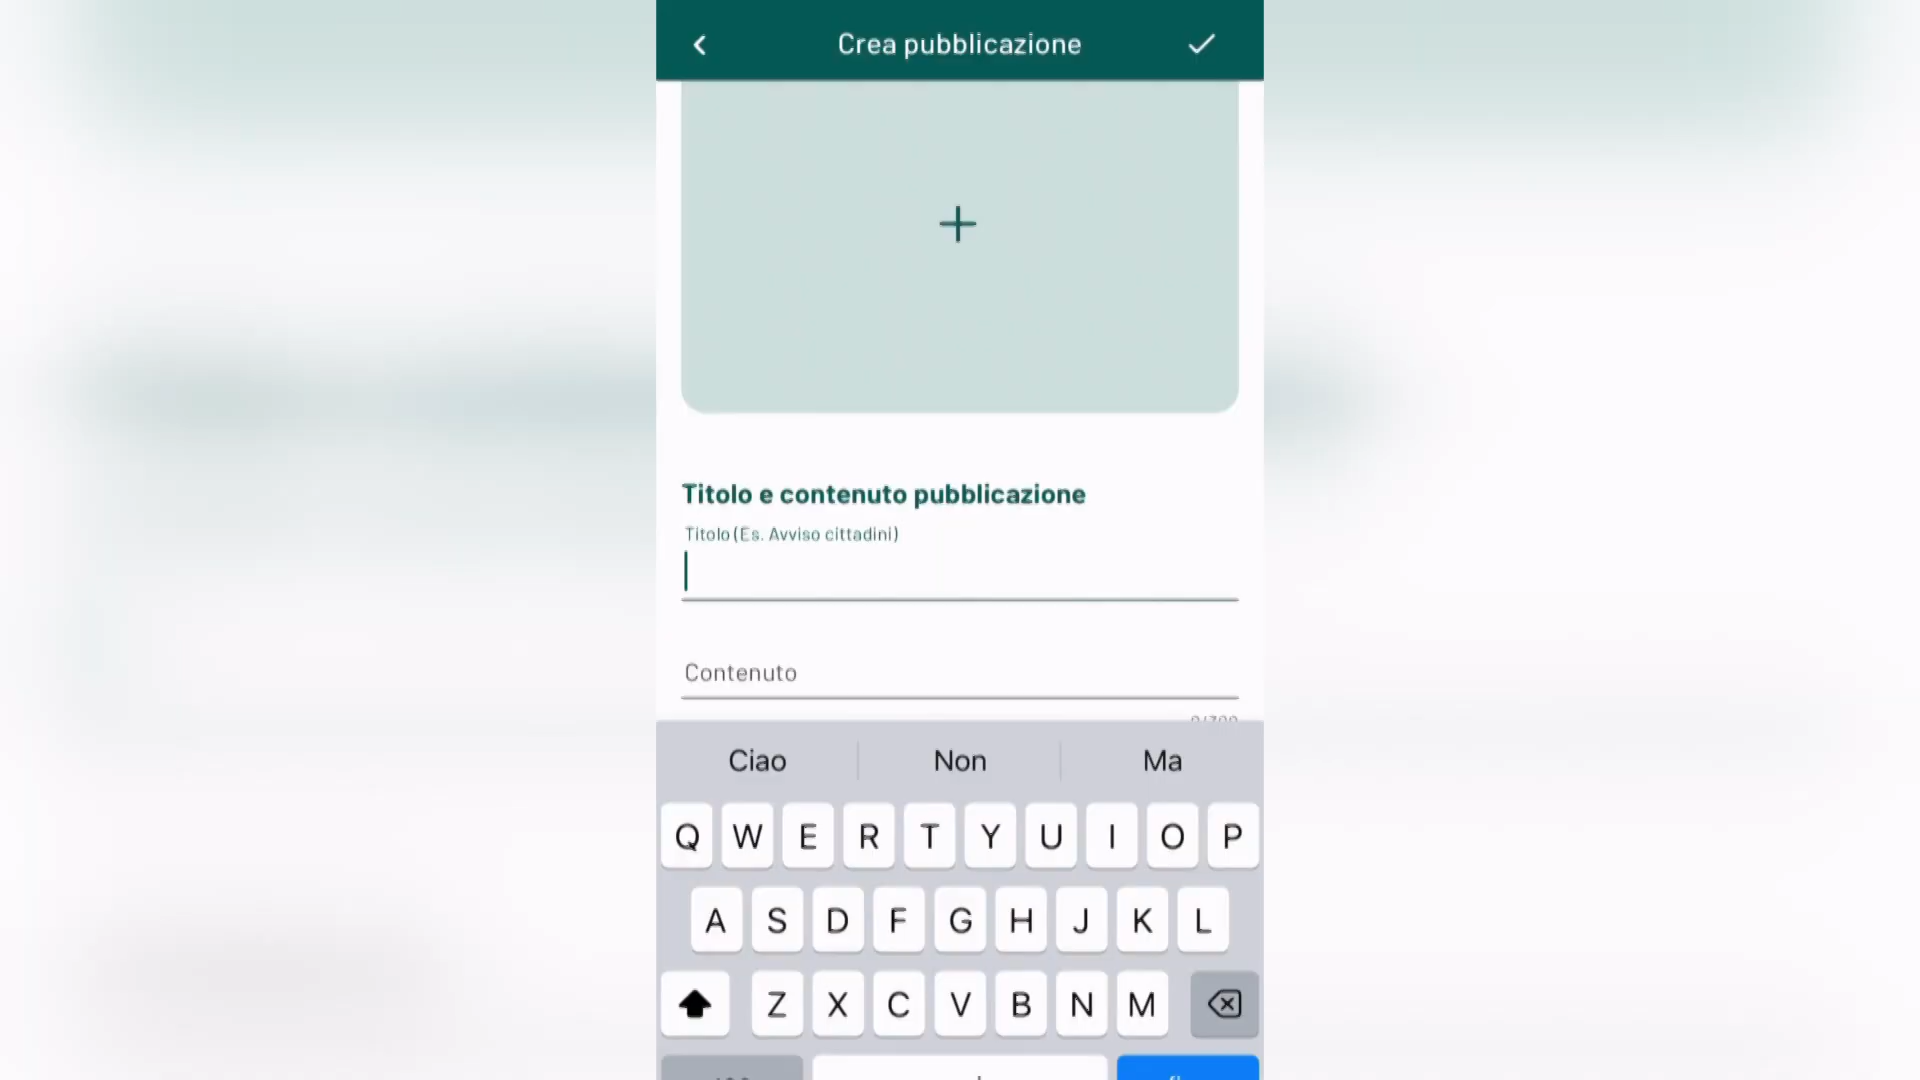 Crea pubblicazione
Titolo e contenuto pubblicazione
Titolo (Es. Avviso cittadini)
Contenuto
Ciao Non Ma
Q W E R T Y U I O P
A S D F G H J K L
Z X C V B N M